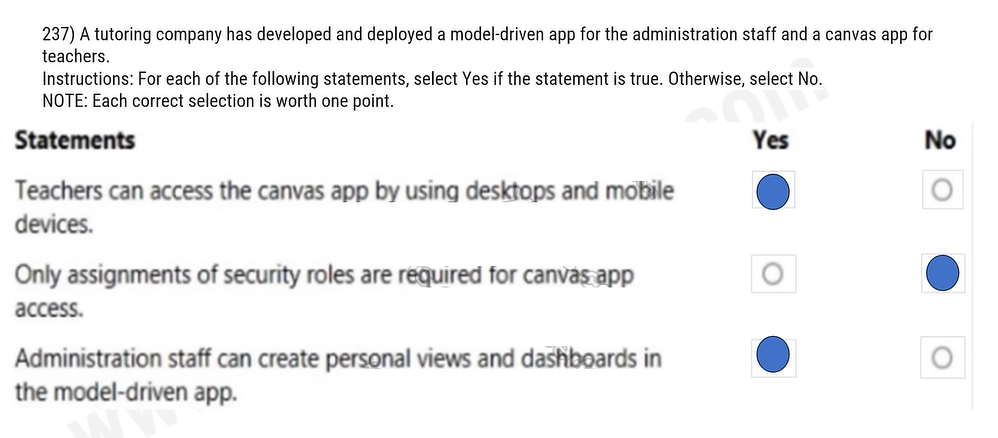 237) A tutoring company has developed and deployed a model-driven app for the administration staff and a canvas app for
teachers.
Instructions: For each of the following statements, select Yes if the statement is true. Otherwise, select No.
NOTE: Each correct selection is worth one point.
Statements Yes No
Teachers can access the canvas app by using desktops and mobile
devices.
Only assignments of security roles are required for canvas app
access.
Administration staff can create personal views and dashboards in
the model-driven app.